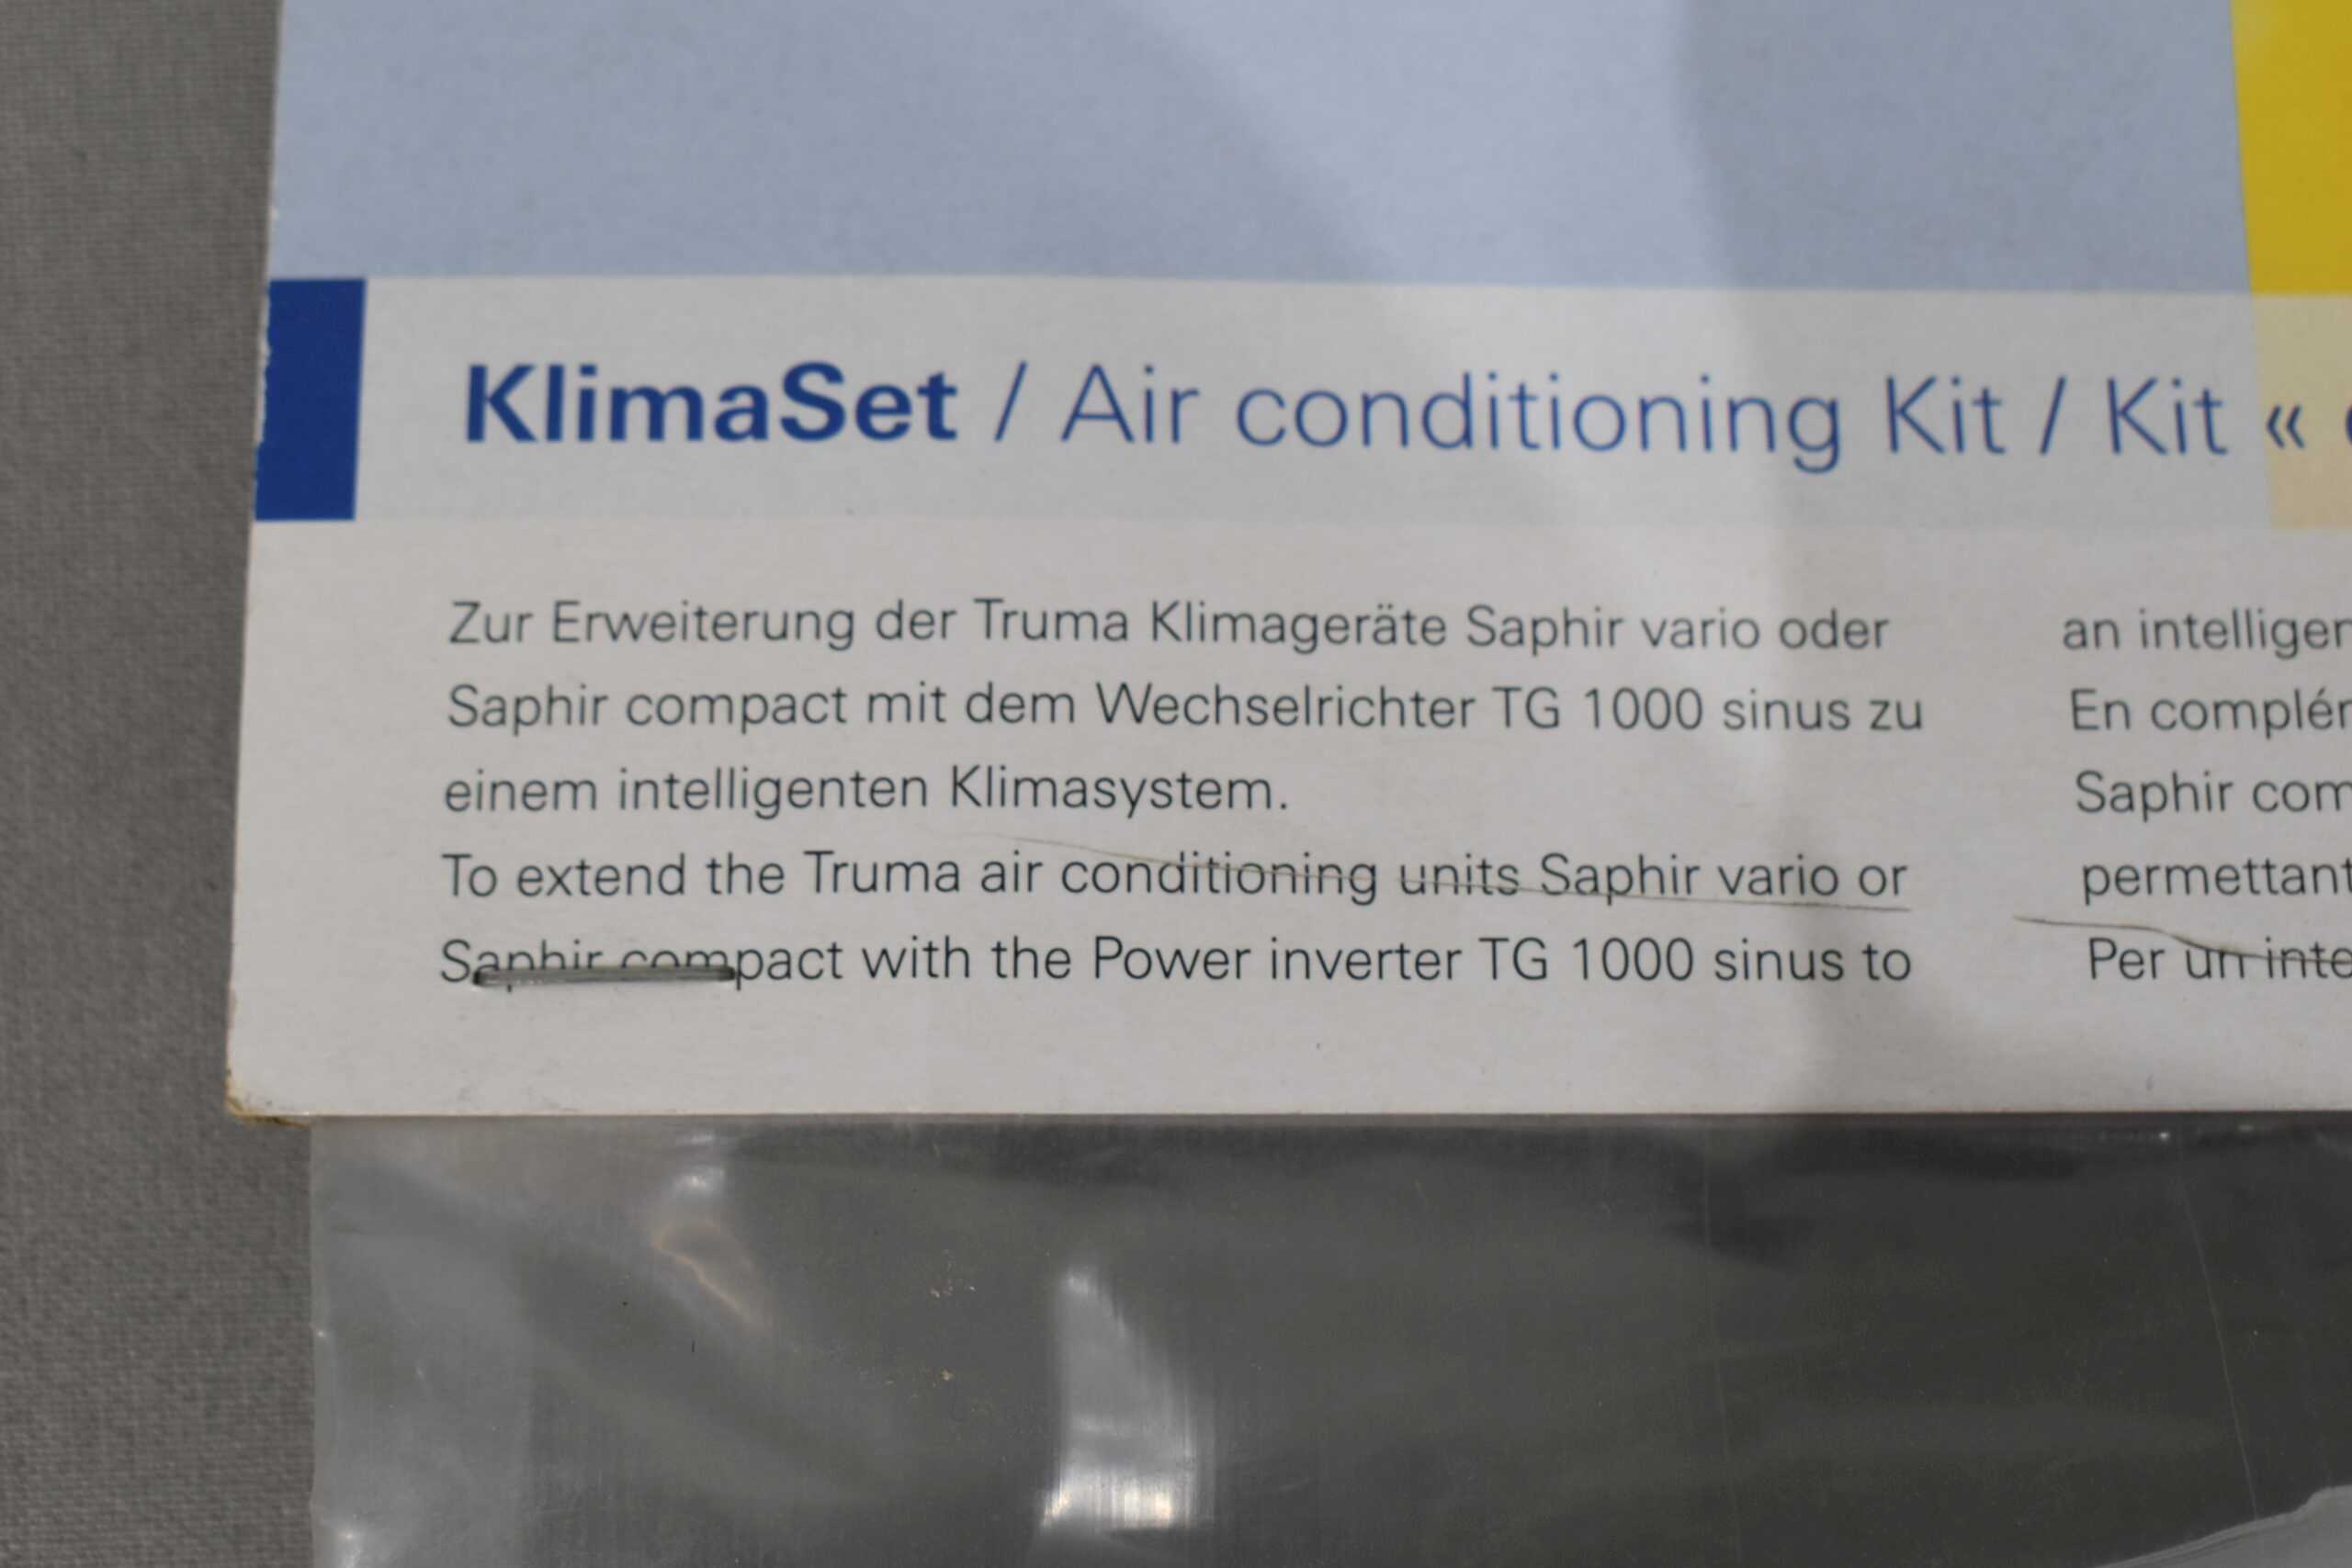 KlimaSet / Air conditioning Kit / Kit «
Zur Erweiterung der Truma Klimageräte Saphir vario oder
Saphir compact mit dem Wechselrichter TG 1000 sinus zu
einem intelligenten Klimasystem.
To extend the Truma air conditioning units Saphir vario or
Saphir compact with the Power inverter TG 1000 sinus to
an
En
Saphir
permettant
Per un